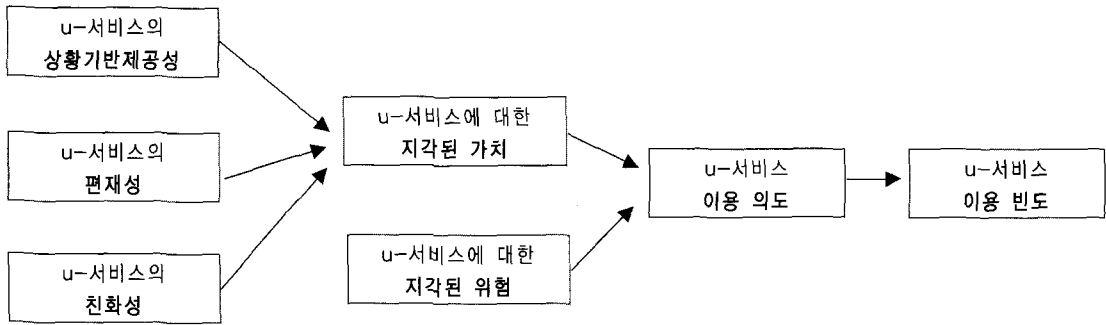 u-서비스의
상황기반제공성
u-서비스의
편재성
u-서비스의
친화성
u-서비스에 대한
지각된 가치
u-서비스에 대한
지각된 위험
u-서비스
이용 의도
u-서비스
이용 빈도